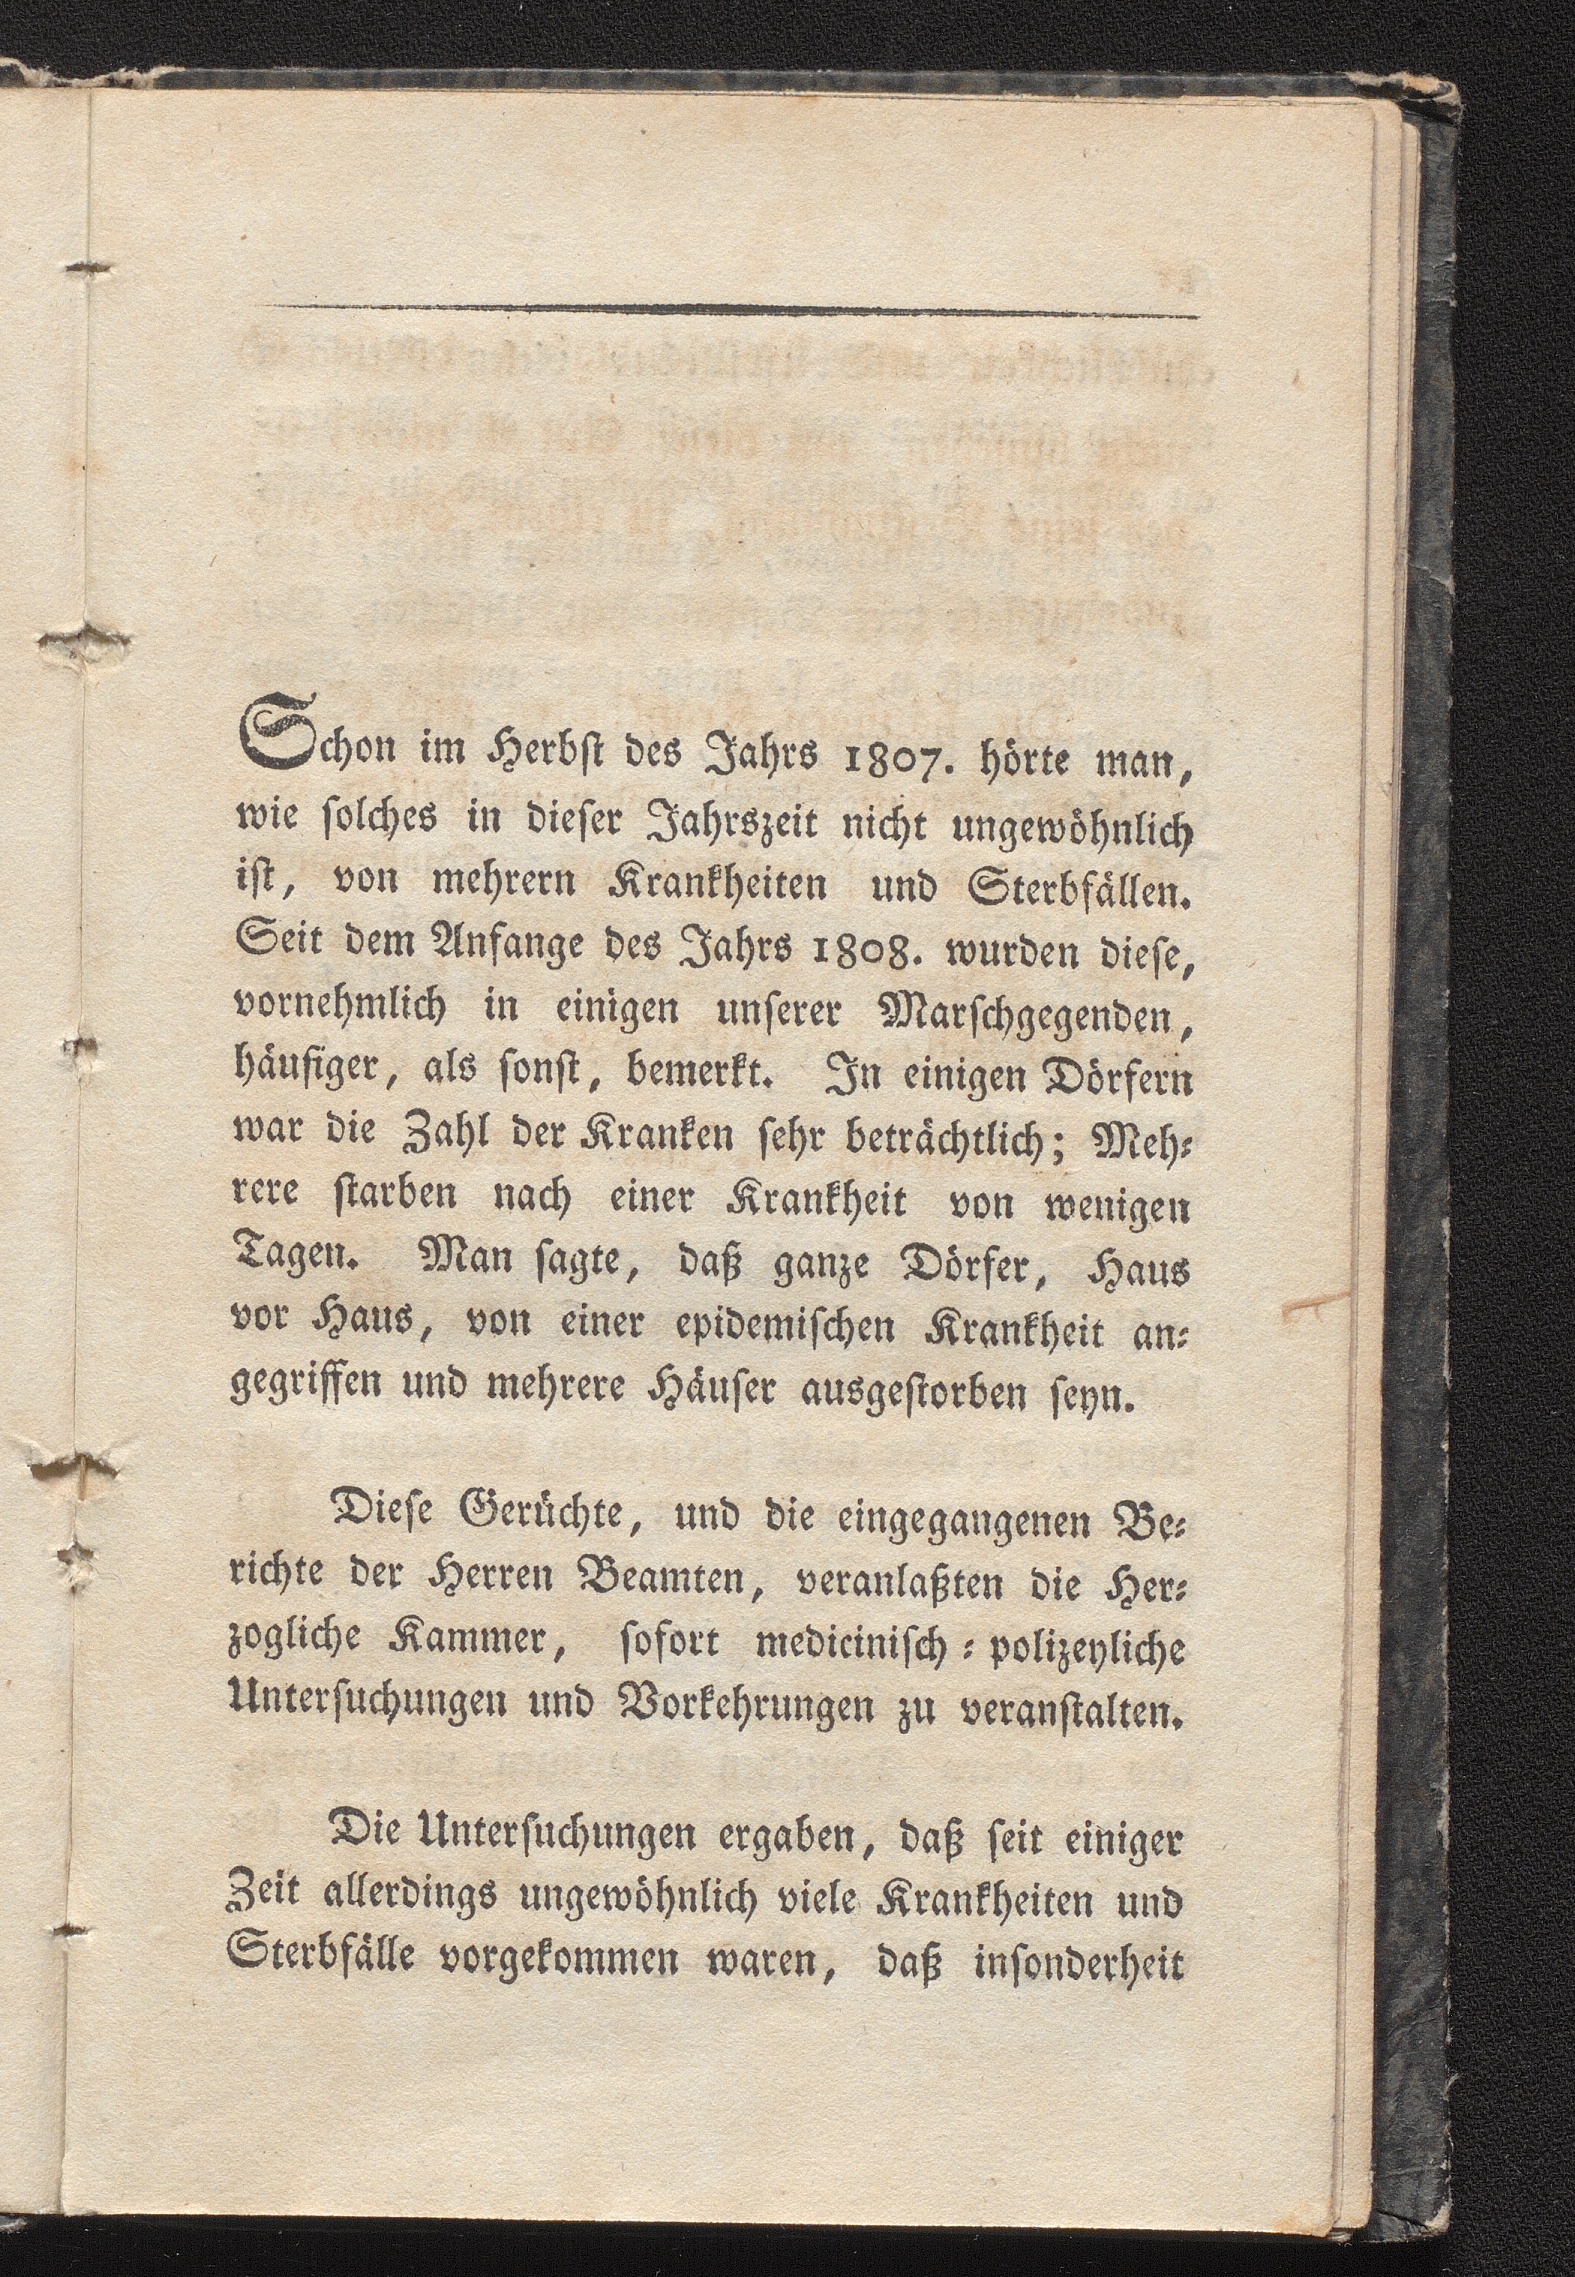 Schon im Herbst des Jahrs 1807. hörte man,
wie ſolches in dieſer Jahrszeit nicht ungewöhnlich
iſt, von mehrern Krankheiten und Sterbfällen.
Seit dem Anfange des Jahrs 1808. wurden dieſe,
vornehmlich in einigen unſerer Marſchgegenden,
häufiger, als ſonſt, bemerkt. In einigen Dörfern
war die Zahl der Kranken ſehr beträchtlich; Meh⸗
rere ſtarben nach einer Krankheit von wenigen
Tagen. Man ſagte, daß ganze Dörfer, Haus
vor Haus, von einer epidemiſchen Krankheit an⸗
gegriffen und mehrere Häuſer ausgeſtorben ſeyn.
Dieſe Gerüchte, und die eingegangenen Be⸗
richte der Herren Beamten, veranlaßten die Her⸗
zogliche Kammer, ſofort mediciniſch ⸗ polizeyliche
Unterſuchungen und Vorkehrungen zu veranſtalten.
Die Unterſuchungen ergaben, daß ſeit einiger
Zeit allerdings ungewöhnlich viele Krankheiten und
Sterbfälle vorgekommen waren, daß inſonderheit